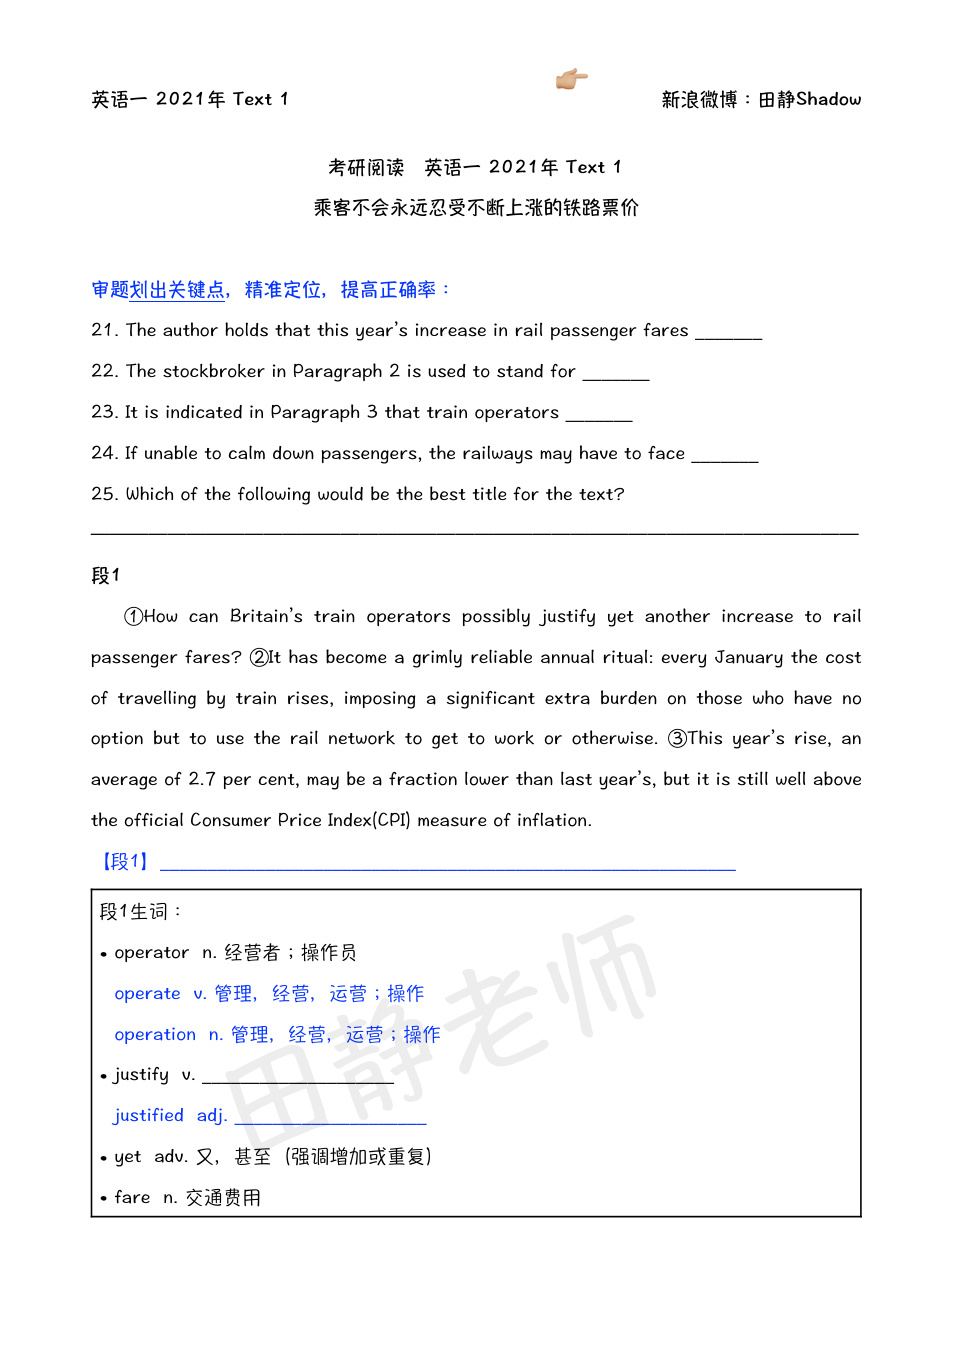 英语一 2021年 Text 1
新浪微博：田静Shadow
考研阅读 英语一 2021年 Text 1
乘客不会永远忍受不断上涨的铁路票价
审题划出关键点，精准定位，提高正确率：
21. The author holds that this year's increase in rail passenger fares _______
22. The stockbroker in Paragraph 2 is used to stand for _______
23. It is indicated in Paragraph 3 that train operators _______
24. If unable to calm down passengers, the railways may have to face _______
25. Which of the following would be the best title for the text?
段1
①How can Britain's train operators possibly justify yet another increase to rail
passenger fares? ②It has become a grimly reliable annual ritual: every January the cost
of travelling by train rises, imposing a significant extra burden on those who have no
option but to use the rail network to get to work or otherwise. ③This year's rise, an
average of 2.7 per cent, may be a fraction lower than last year's, but it is still well above
the official Consumer Price Index(CPI) measure of inflation.
【段1】____________________________________________________________
段1生词：
• operator n. 经营者；操作员
operate v. 管理，经营，运营；操作
operation n. 管理，经营，运营；操作
• justify v. ____________________
justified adj. ____________________
• yet adv. 又，甚至（强调增加或重复）
• fare n. 交通费用
田静老师